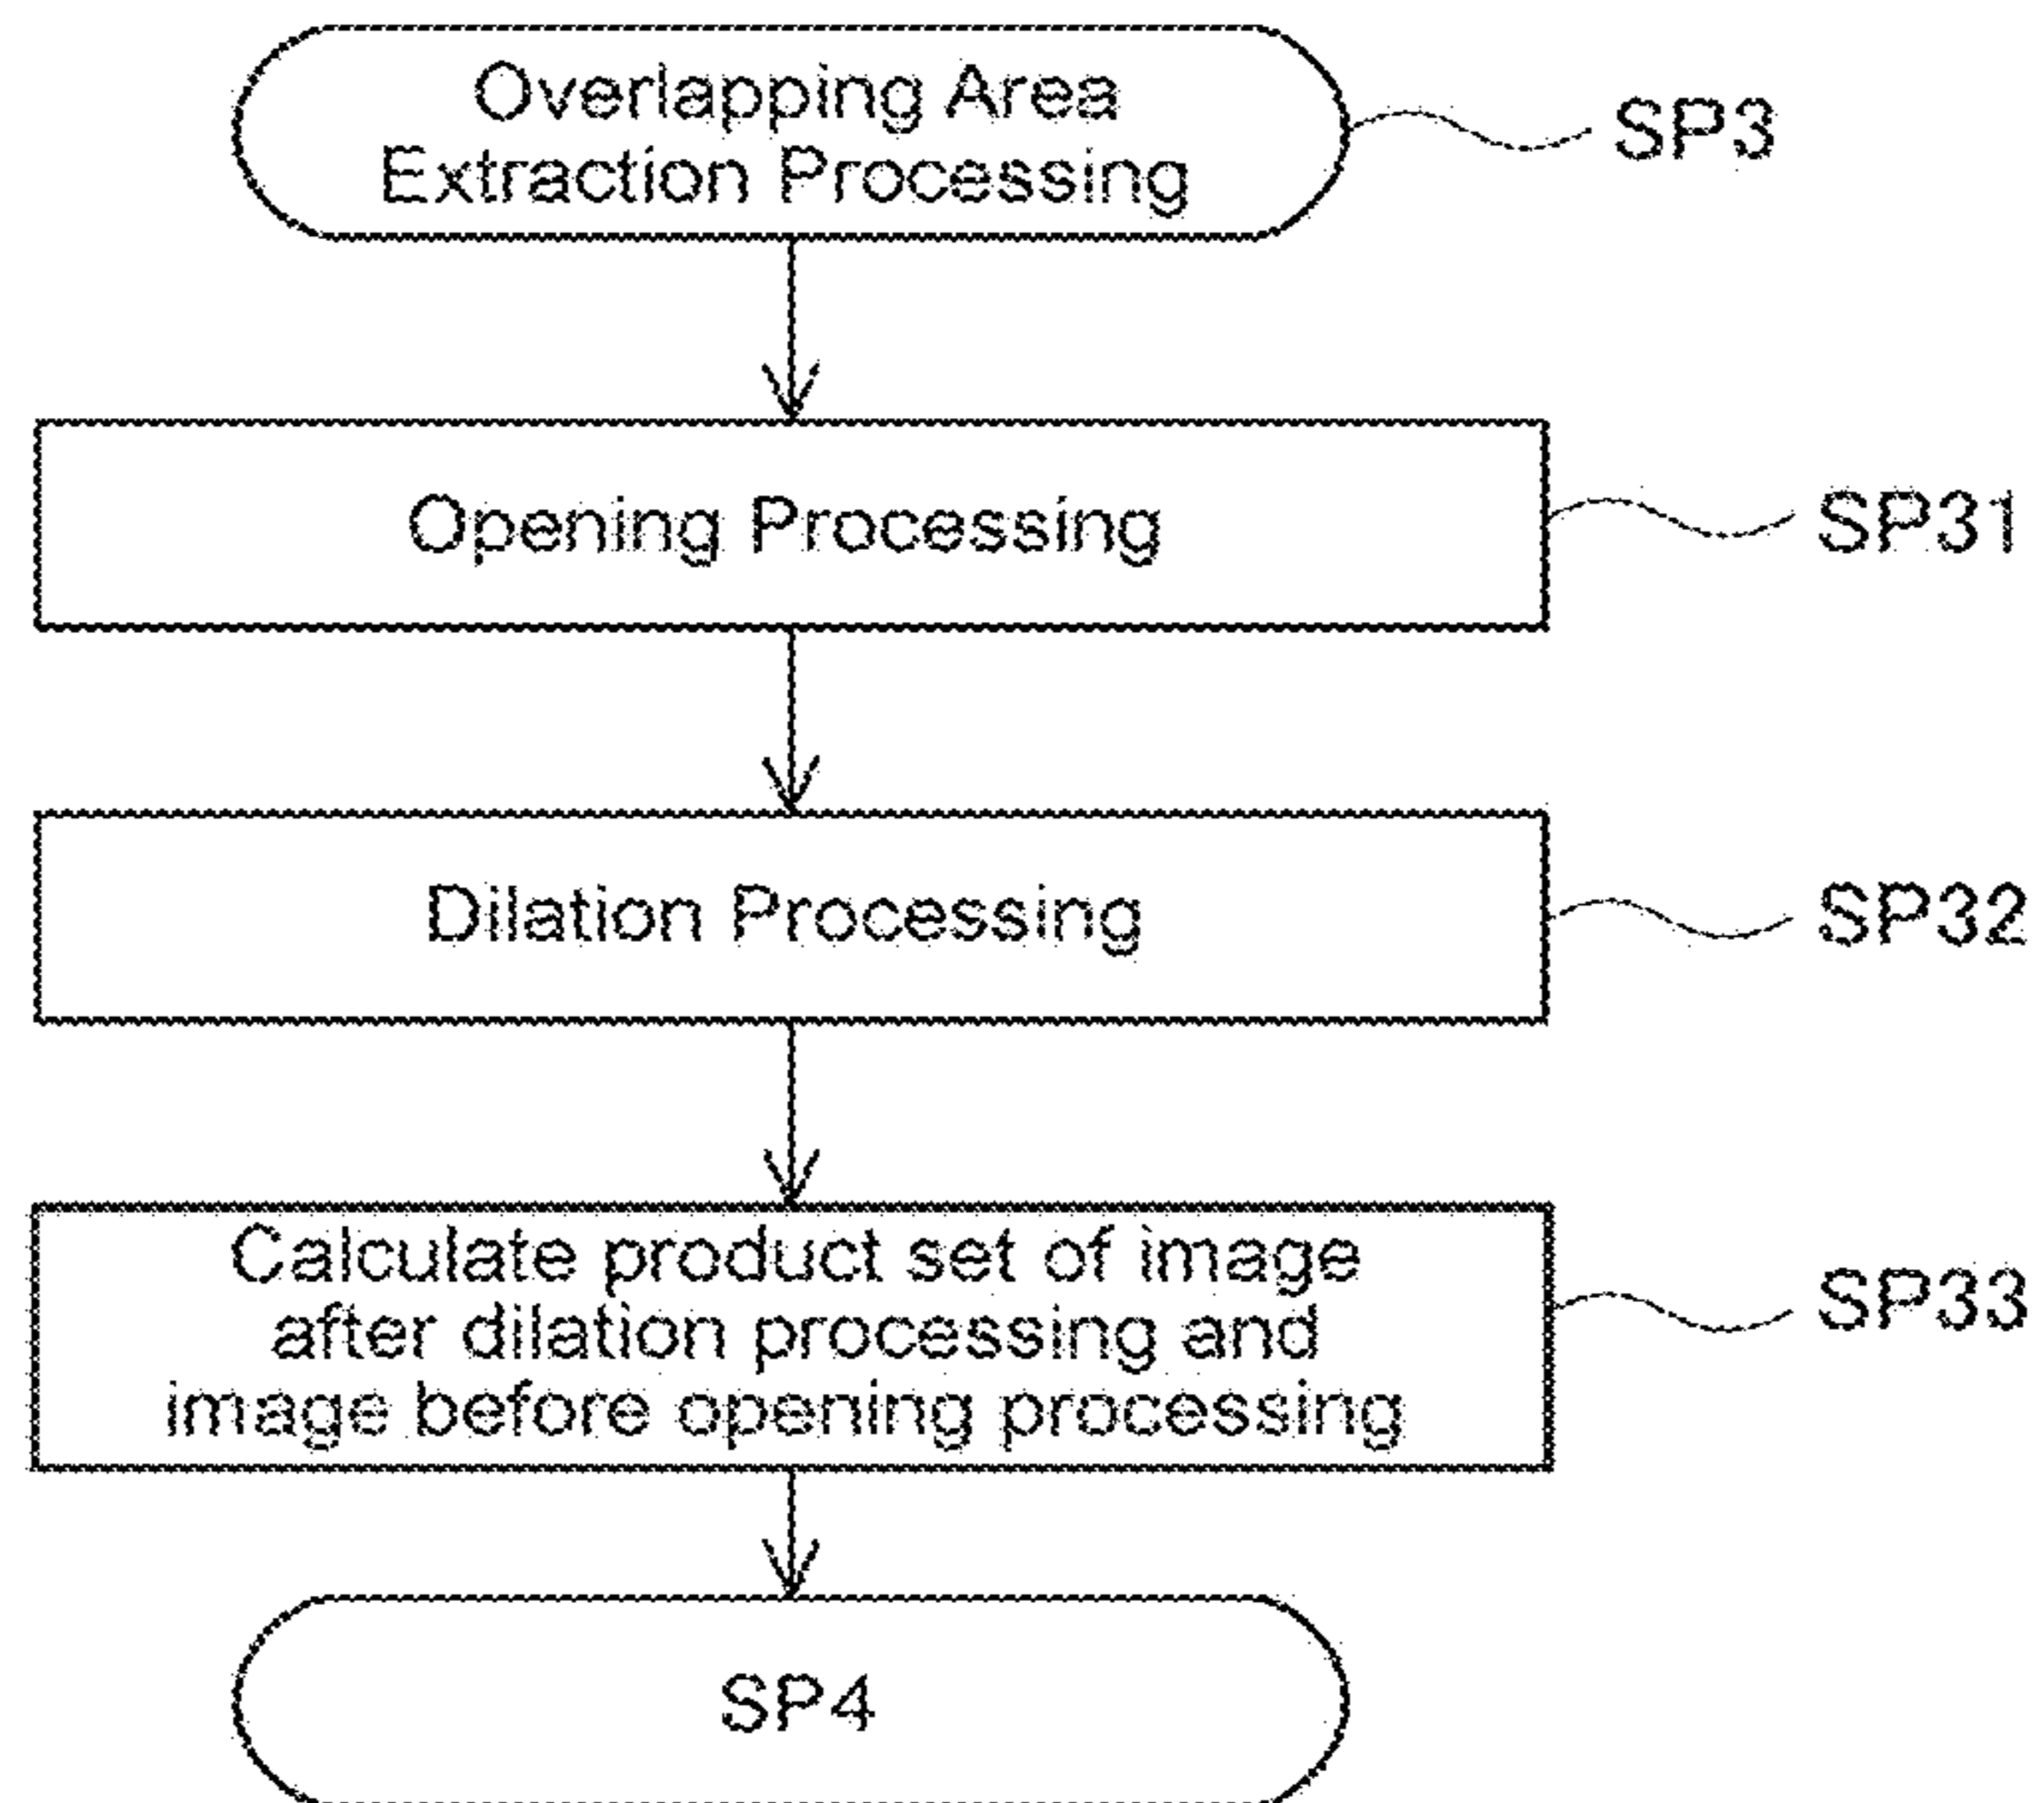 Overlapping Area
Extraction Processing
SP3
Opening Processing
SP31
Dilation Processing
SP32
Calculate product set of image
after dilation processing and
image before opening processing
SP33
SP4